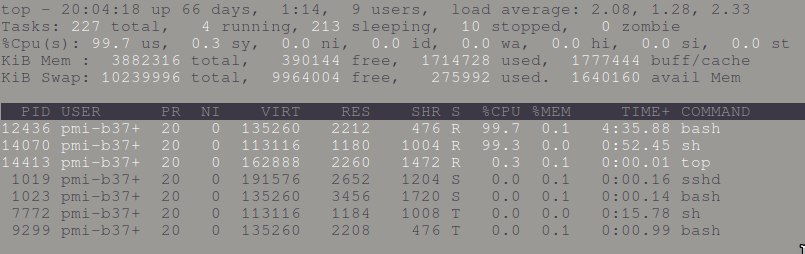 top - 20:04:18 up 66 days,  1:14,  9 users,  load average: 2.08, 1.28, 2.33
Tasks: 227 total,   4 running, 213 sleeping,  10 stopped,   0 zombie
%Cpu(s): 99.7 us,  0.3 sy,  0.0 ni,  0.0 id,  0.0 wa,  0.0 hi,  0.0 si,  0.0 st
KiB Mem :  3882316 total,   390144 free,  1714728 used,  1777444 buff/cache
KiB Swap: 10239996 total,  9964004 free,   275992 used.  1640160 avail Mem
PID USER      PR  NI    VIRT    RES    SHR S  %CPU %MEM     TIME+ COMMAND
12436 pmi-b37+  20   0  135260   2212    476 R  99.7  0.1   4:35.88 bash
14070 pmi-b37+  20   0  113116   1180   1004 R  99.3  0.0   0:52.45 sh
14413 pmi-b37+  20   0  162888   2260   1472 R   0.3  0.1   0:00.01 top
1019 pmi-b37+  20   0  191576   2652   1204 S   0.0  0.1   0:00.16 sshd
1023 pmi-b37+  20   0  135260   3456   1720 S   0.0  0.1   0:00.14 bash
7772 pmi-b37+  20   0  113116   1184   1008 T   0.0  0.0   0:15.78 sh
9299 pmi-b37+  20   0  135260   2208    476 T   0.0  0.1   0:00.99 bash